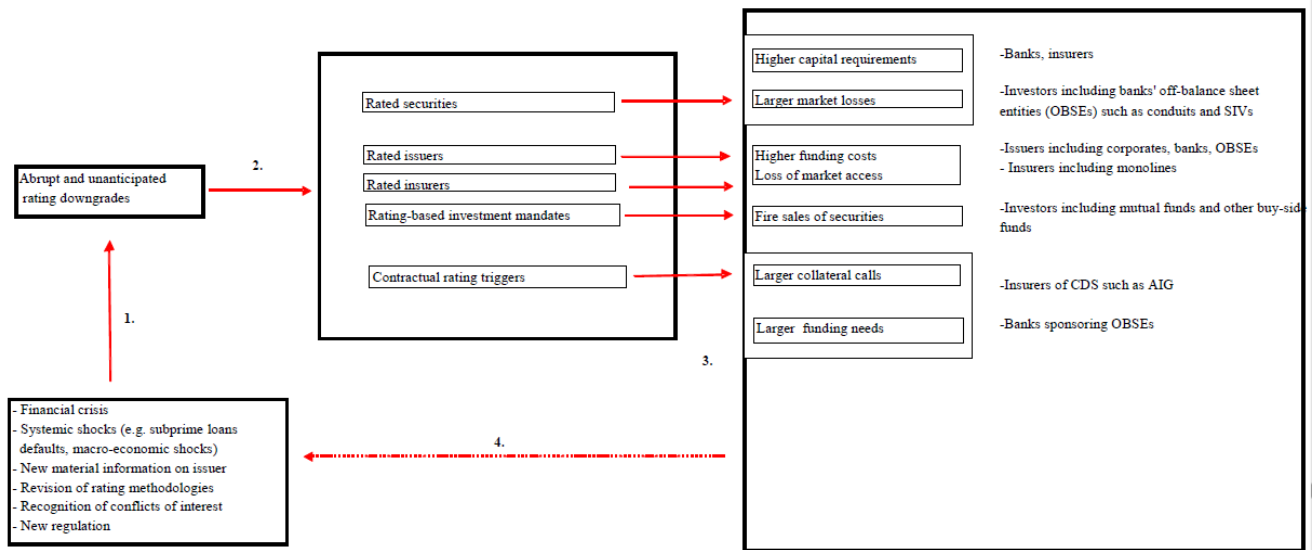 Higher capital requirements
-Banks, insurers
Rated securities
Larger market losses
-Investors including banks' off-balance sheet
entities (OBSEs) such as conduits and SIVs
2.
Abrupt and unanticipated
rating downgrades
Rated issuers
Rated insurers
Rating-based investment mandates
Contractual rating triggers
Higher funding costs
Loss of market access
-Issuers including corporates, banks, OBSEs
- Insurers including monolines
Fire sales of securities
-Investors including mutual funds and other buy-side
funds
Larger collateral calls
-Insurers of CDS such as AIG
Larger funding needs
-Banks sponsoring OBSEs
1.
3.
- Financial crisis
- Systemic shocks (e.g. subprime loans
defaults, macro-economic shocks)
- New material information on issuer
- Revision of rating methodologies
- Recognition of conflicts of interest
- New regulation
4.